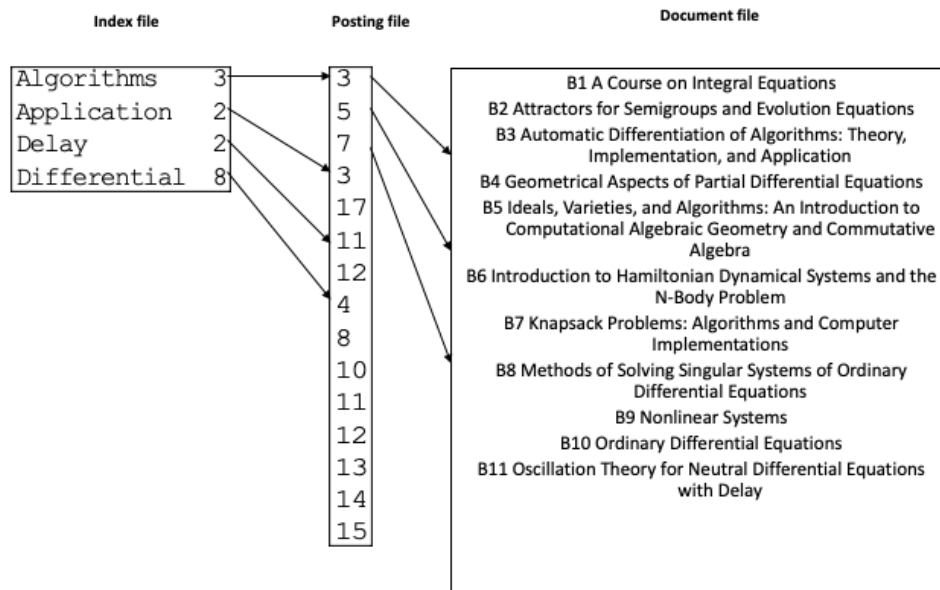 Index file
Posting file
Document file
Algorithms 3
Application 2
Delay 2
Differential 8
3
5
7
3
17
11
12
4
8
10
11
12
13
14
15
B1 A Course on Integral Equations
B2 Attractors for Semigroups and Evolution Equations
B3 Automatic Differentiation of Algorithms: Theory,
Implementation, and Application
B4 Geometrical Aspects of Partial Differential Equations
B5 Ideals, Varieties, and Algorithms: An Introduction to
Computational Algebraic Geometry and Commutative
Algebra
B6 Introduction to Hamiltonian Dynamical Systems and the
N-Body Problem
B7 Knapsack Problems: Algorithms and Computer
Implementations
B8 Methods of Solving Singular Systems of Ordinary
Differential Equations
B9 Nonlinear Systems
B10 Ordinary Differential Equations
B11 Oscillation Theory for Neutral Differential Equations
with Delay